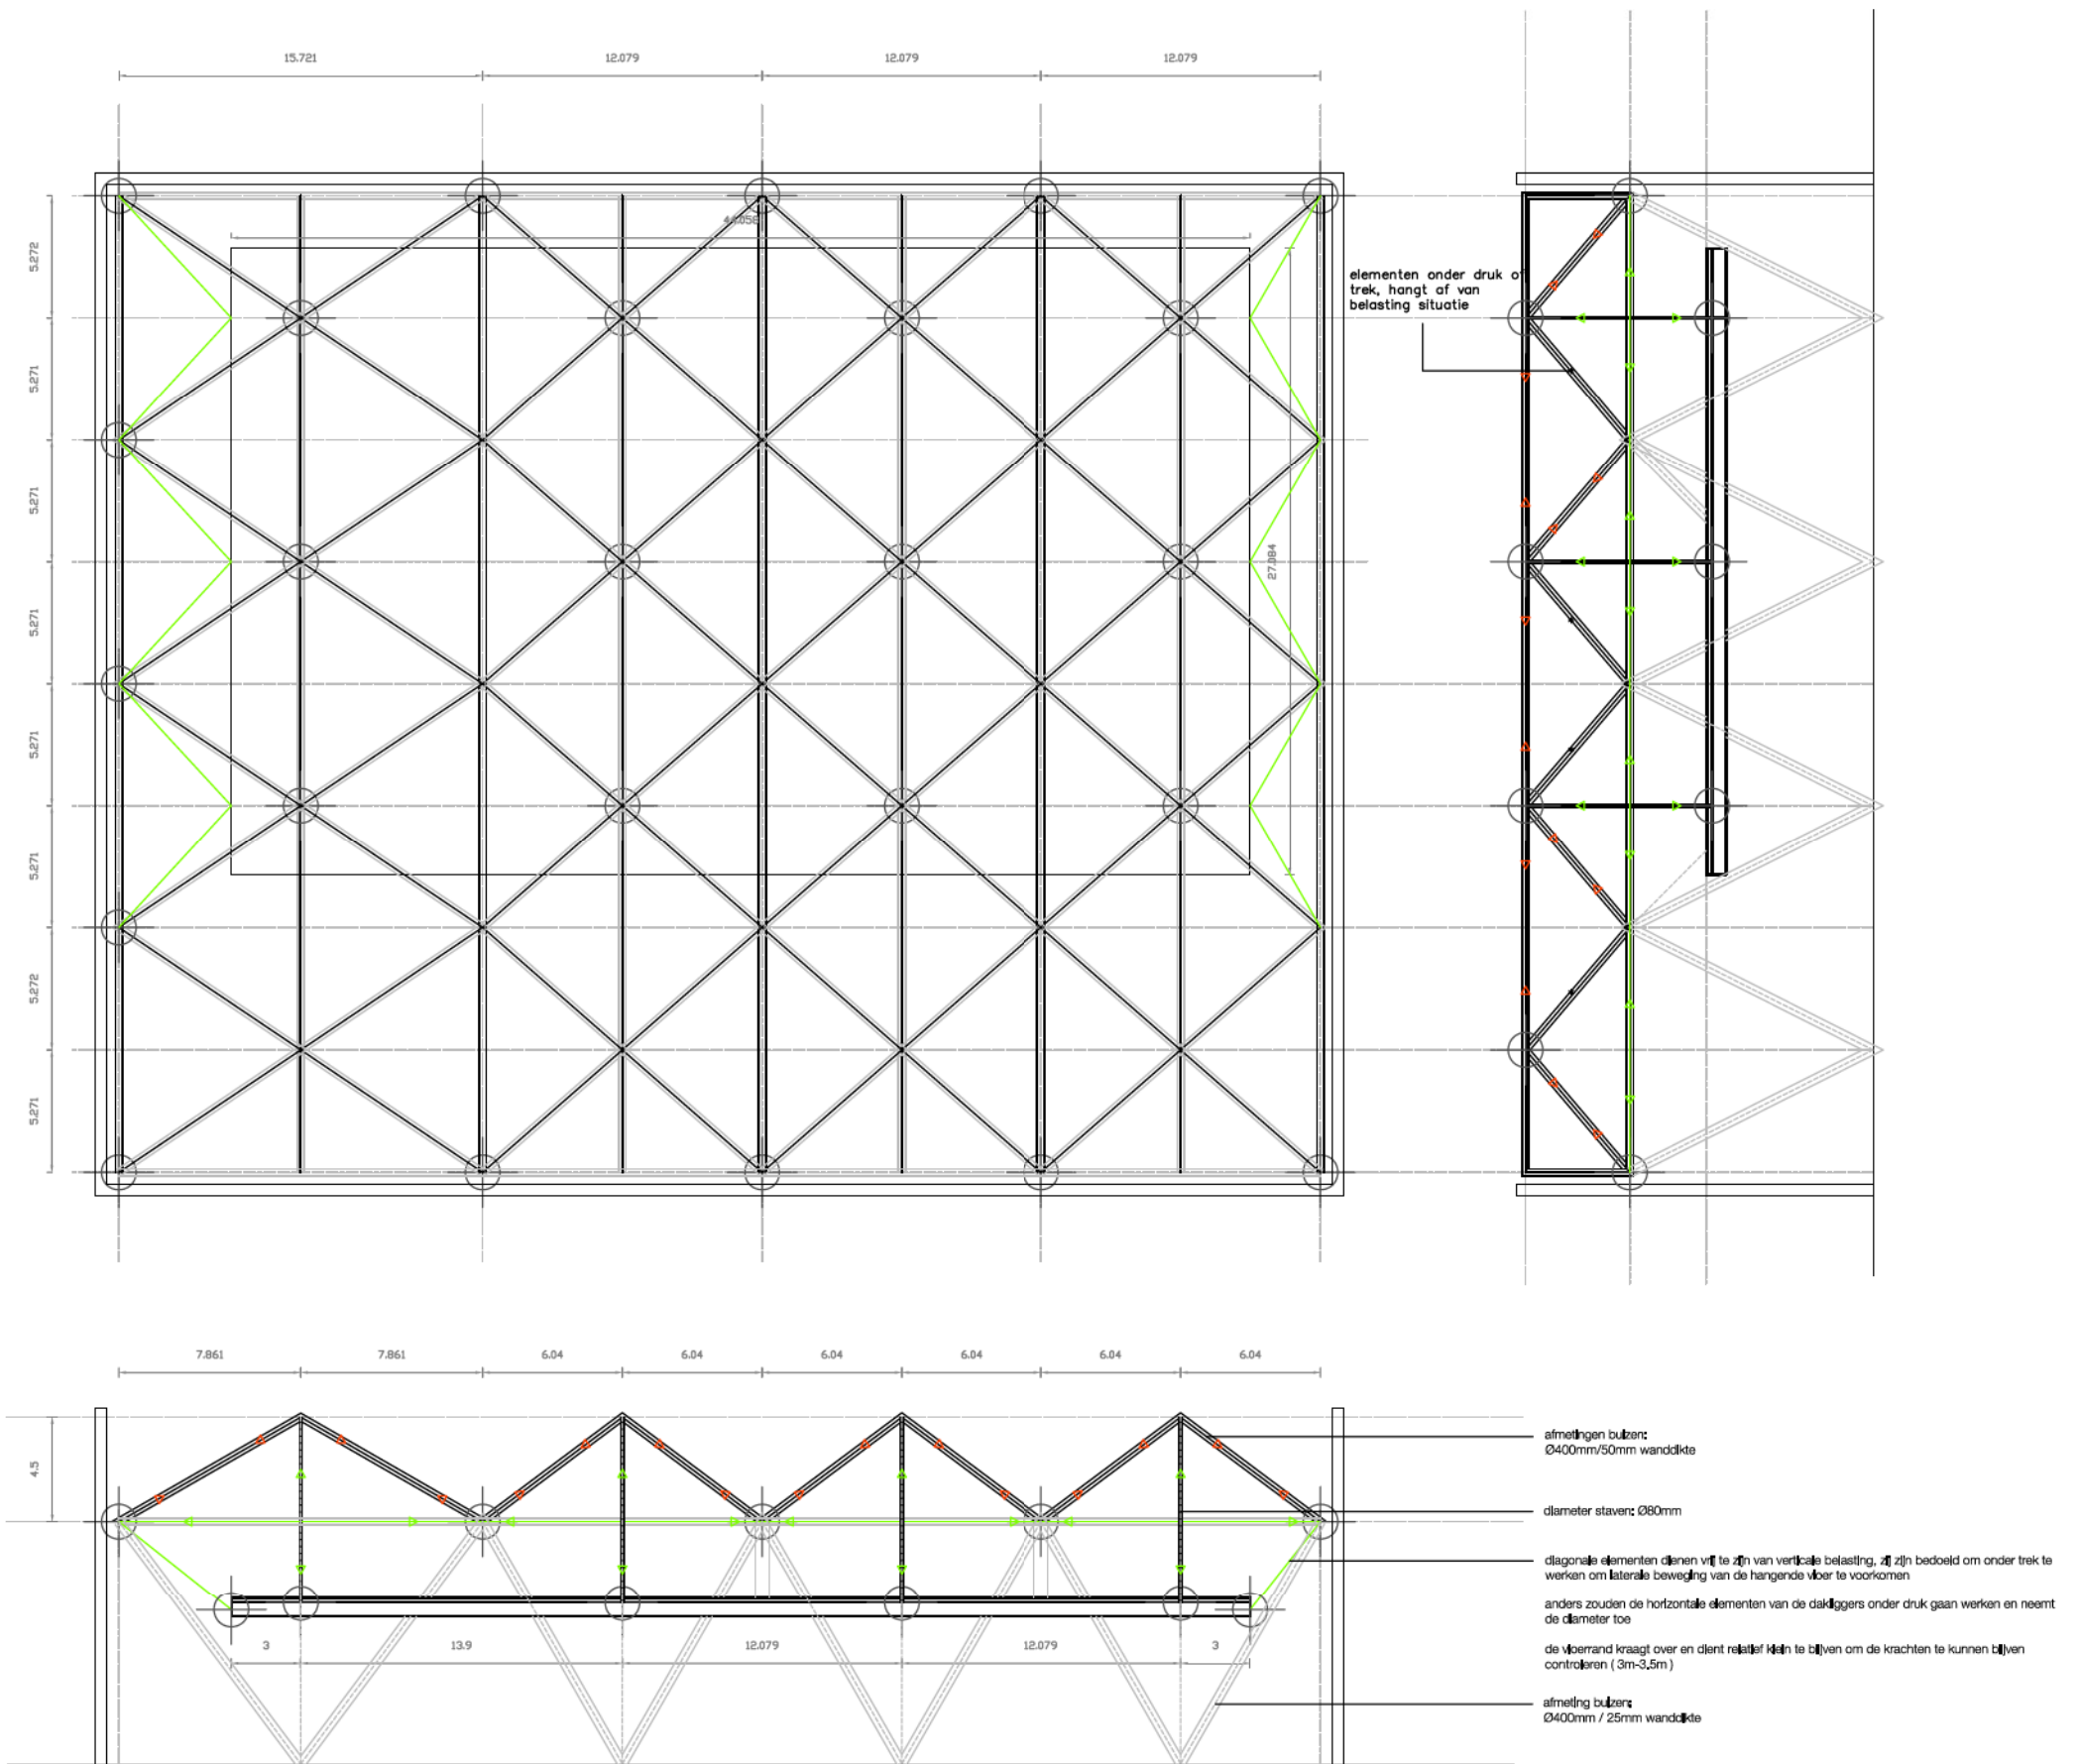 15.721 12.079 12.079 12.079
44.058
5.272
5.271
5.271
5.271
5.271
5.271
5.272
5.271
27.084
elementen onder druk of
trek, hangt af van
belasting situatie
7.861 7.861 6.04 6.04 6.04 6.04 6.04 6.04
4.5
3 13.9 12.079 12.079 3
afmetingen buizen:
Ø400mm/50mm wanddikte
diameter staven: Ø80mm
diagonale elementen dienen vrij te zijn van verticale belasting, zij zijn bedoeld om onder trek te
werken om laterale beweging van de hangende vloer te voorkomen
anders zouden de horizontale elementen van de dakliggers onder druk gaan werken en neemt
de diameter toe
de vloerrand kraagt over en dient relatief klein te blijven om de krachten te kunnen blijven
controleren ( 3m-3.5m )
afmeting buizen:
Ø400mm / 25mm wanddikte